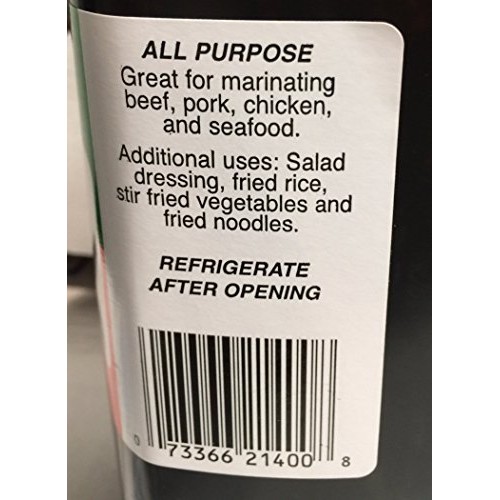 ALL PURPOSE
Great for marinating
beef, pork, chicken,
and seafood.
Additional uses: Salad
dressing, fried rice,
stir fried vegetables and
fried noodles.
REFRIGERATE
AFTER OPENING
0 73366 21400 8